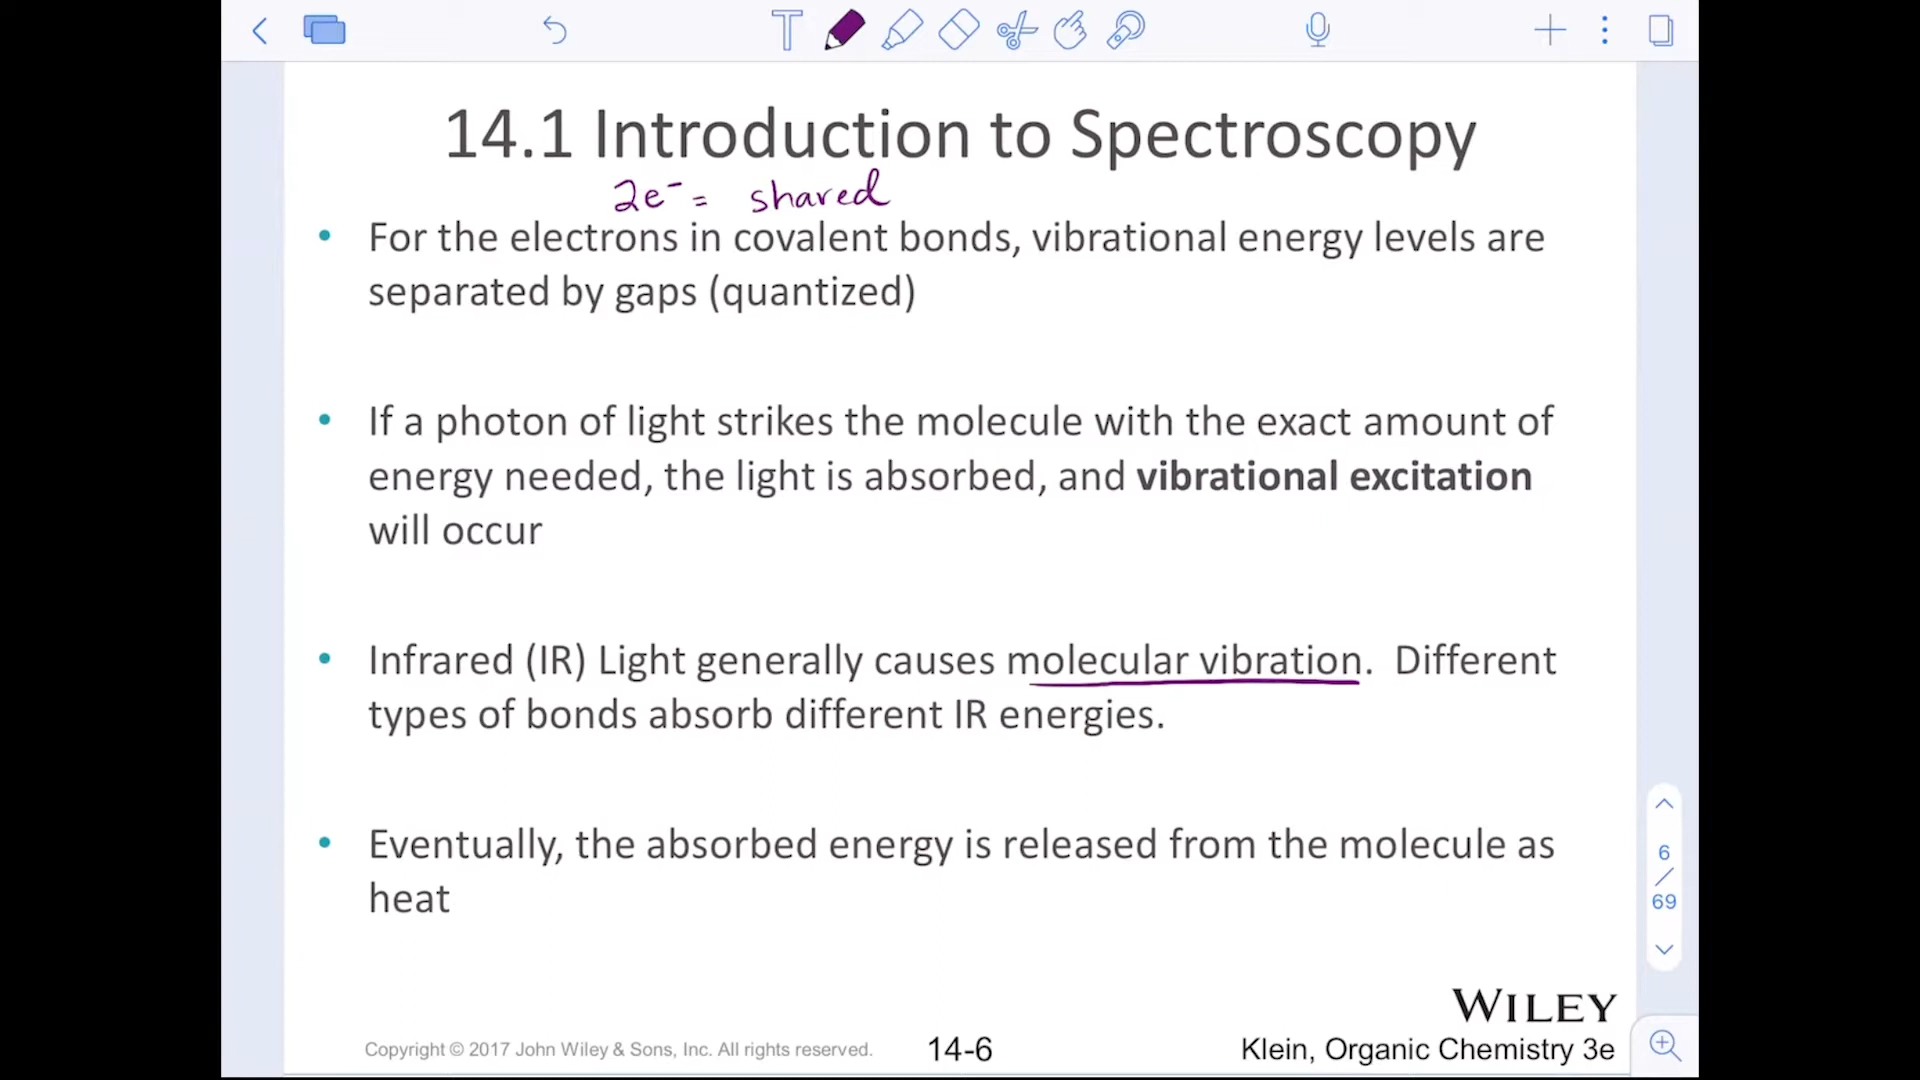 14.1 Introduction to Spectroscopy
2e⁻ = shared
• For the electrons in covalent bonds, vibrational energy levels are
separated by gaps (quantized)
• If a photon of light strikes the molecule with the exact amount of
energy needed, the light is absorbed, and vibrational excitation
will occur
• Infrared (IR) Light generally causes molecular vibration.  Different
types of bonds absorb different IR energies.
• Eventually, the absorbed energy is released from the molecule as
heat
6
/
69
WILEY
Copyright © 2017 John Wiley & Sons, Inc. All rights reserved.
14-6
Klein, Organic Chemistry 3e